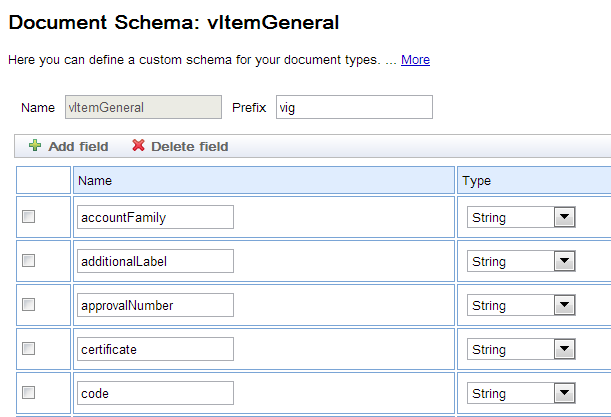 Document Schema: vItemGeneral
Here you can define a custom schema for your document types. ... More
Name vItemGeneral Prefix vig
Add field Delete field
Name Type
accountFamily String
additionalLabel String
approvalNumber String
certificate String
code String